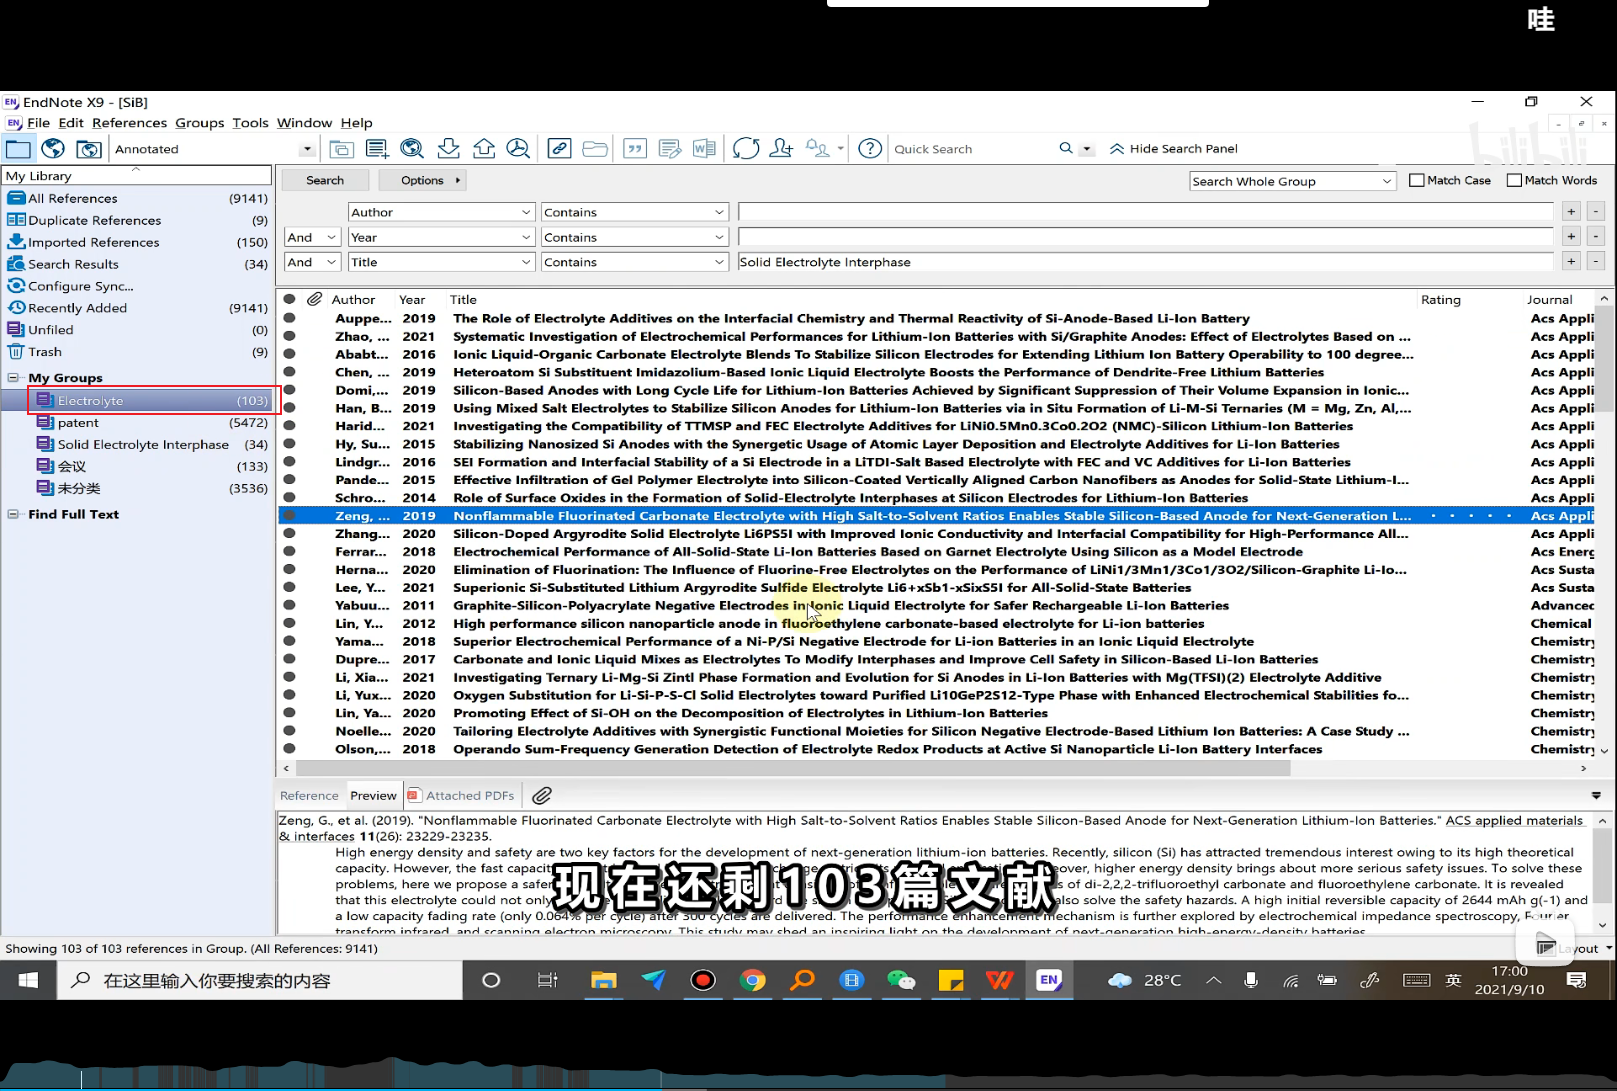 哇
EndNote X9 - [SiB]
File Edit References Groups Tools Window Help
Annotated
Quick Search
Hide Search Panel
bilibili
My Library
All References (9141)
Duplicate References (9)
Imported References (150)
Search Results (34)
Configure Sync...
Recently Added (9141)
Unfiled (0)
Trash (9)
My Groups
Electrolyte (103)
patent (5472)
Solid Electrolyte Interphase (34)
会议 (133)
未分类 (3536)
Find Full Text
Search Options Search Whole Group Match Case Match Words
Author Contains + -
And Year Contains + -
And Title Contains Solid Electrolyte Interphase + -
Author Year Title Rating Journal
Auppe... 2019 The Role of Electrolyte Additives on the Interfacial Chemistry and Thermal Reactivity of Si-Anode-Based Li-Ion Battery Acs Appli
Zhao, ... 2021 Systematic Investigation of Electrochemical Performances for Lithium-Ion Batteries with Si/Graphite Anodes: Effect of Electrolytes Based on ... Acs Appli
Ababt... 2016 Ionic Liquid-Organic Carbonate Electrolyte Blends To Stabilize Silicon Electrodes for Extending Lithium Ion Battery Operability to 100 degree... Acs Appli
Chen, ... 2019 Heteroatom Si Substituent Imidazolium-Based Ionic Liquid Electrolyte Boosts the Performance of Dendrite-Free Lithium Batteries Acs Appli
Domi,... 2019 Silicon-Based Anodes with Long Cycle Life for Lithium-Ion Batteries Achieved by Significant Suppression of Their Volume Expansion in Ionic... Acs Appli
Han, B... 2019 Using Mixed Salt Electrolytes to Stabilize Silicon Anodes for Lithium-Ion Batteries via in Situ Formation of Li-M-Si Ternaries (M = Mg, Zn, Al,... Acs Appli
Harid... 2021 Investigating the Compatibility of TTMSP and FEC Electrolyte Additives for LiNi0.5Mn0.3Co0.2O2 (NMC)-Silicon Lithium-Ion Batteries Acs Appli
Hy, Su... 2015 Stabilizing Nanosized Si Anodes with the Synergetic Usage of Atomic Layer Deposition and Electrolyte Additives for Li-Ion Batteries Acs Appli
Lindgr... 2016 SEI Formation and Interfacial Stability of a Si Electrode in a LiTDI-Salt Based Electrolyte with FEC and VC Additives for Li-Ion Batteries Acs Appli
Pande... 2015 Effective Infiltration of Gel Polymer Electrolyte into Silicon-Coated Vertically Aligned Carbon Nanofibers as Anodes for Solid-State Lithium-I... Acs Appli
Schro... 2014 Role of Surface Oxides in the Formation of Solid-Electrolyte Interphases at Silicon Electrodes for Lithium-Ion Batteries Acs Appli
Zeng, ... 2019 Nonflammable Fluorinated Carbonate Electrolyte with High Salt-to-Solvent Ratios Enables Stable Silicon-Based Anode for Next-Generation L... Acs Appli
Zhang... 2020 Silicon-Doped Argyrodite Solid Electrolyte Li6PS5I with Improved Ionic Conductivity and Interfacial Compatibility for High-Performance All... Acs Appli
Ferrar... 2018 Electrochemical Performance of All-Solid-State Li-Ion Batteries Based on Garnet Electrolyte Using Silicon as a Model Electrode Acs Energ
Herna... 2020 Elimination of Fluorination: The Influence of Fluorine-Free Electrolytes on the Performance of LiNi1/3Mn1/3Co1/3O2/Silicon-Graphite Li-Io... Acs Susta
Lee, Y... 2021 Superionic Si-Substituted Lithium Argyrodite Sulfide Electrolyte Li6+xSb1-xSixS5I for All-Solid-State Batteries Acs Susta
Yabuu... 2011 Graphite-Silicon-Polyacrylate Negative Electrodes in Ionic Liquid Electrolyte for Safer Rechargeable Li-Ion Batteries Advanced
Lin, Y... 2012 High performance silicon nanoparticle anode in fluoroethylene carbonate-based electrolyte for Li-ion batteries Chemical
Yama... 2018 Superior Electrochemical Performance of a Ni-P/Si Negative Electrode for Li-ion Batteries in an Ionic Liquid Electrolyte Chemistry
Dupre... 2017 Carbonate and Ionic Liquid Mixes as Electrolytes To Modify Interphases and Improve Cell Safety in Silicon-Based Li-Ion Batteries Chemistry
Li, Xia... 2021 Investigating Ternary Li-Mg-Si Zintl Phase Formation and Evolution for Si Anodes in Li-Ion Batteries with Mg(TFSI)(2) Electrolyte Additive Chemistry
Li, Yux... 2020 Oxygen Substitution for Li-Si-P-S-Cl Solid Electrolytes toward Purified Li10GeP2S12-Type Phase with Enhanced Electrochemical Stabilities fo... Chemistry
Lin, Ya... 2020 Promoting Effect of Si-OH on the Decomposition of Electrolytes in Lithium-Ion Batteries Chemistry
Noelle... 2020 Tailoring Electrolyte Additives with Synergistic Functional Moieties for Silicon Negative Electrode-Based Lithium Ion Batteries: A Case Study ... Chemistry
Olson,... 2018 Operando Sum-Frequency Generation Detection of Electrolyte Redox Products at Active Si Nanoparticle Li-Ion Battery Interfaces Chemistry
Reference Preview Attached PDFs
Zeng, G., et al. (2019). "Nonflammable Fluorinated Carbonate Electrolyte with High Salt-to-Solvent Ratios Enables Stable Silicon-Based Anode for Next-Generation Lithium-Ion Batteries." ACS applied materials
& interfaces 11(26): 23229-23235.
High energy density and safety are two key factors for the development of next-generation lithium-ion batteries. Recently, silicon (Si) has attracted tremendous interest owing to its high theoretical
capacity. However, the fast capacity higher energy density brings about more serious safety issues. To solve these
problems, here we propose a safe of di-2,2,2-trifluoroethyl carbonate and fluoroethylene carbonate. It is revealed
that this electrolyte could not only also solve the safety hazards. A high initial reversible capacity of 2644 mAh g(-1) and
a low capacity fading rate (only 0.064% per cycle) after 300 cycles are delivered. The performance enhancement mechanism is further explored by electrochemical impedance spectroscopy, Fourier
transform infrared, and scanning electron microscopy. This study may shed an inspiring light on the development of next-generation high-energy-density batteries.
现在还剩103篇文献
Showing 103 of 103 references in Group. (All References: 9141)
Layout
在这里输入你要搜索的内容
EN
28°C
英
17:00
2021/9/10